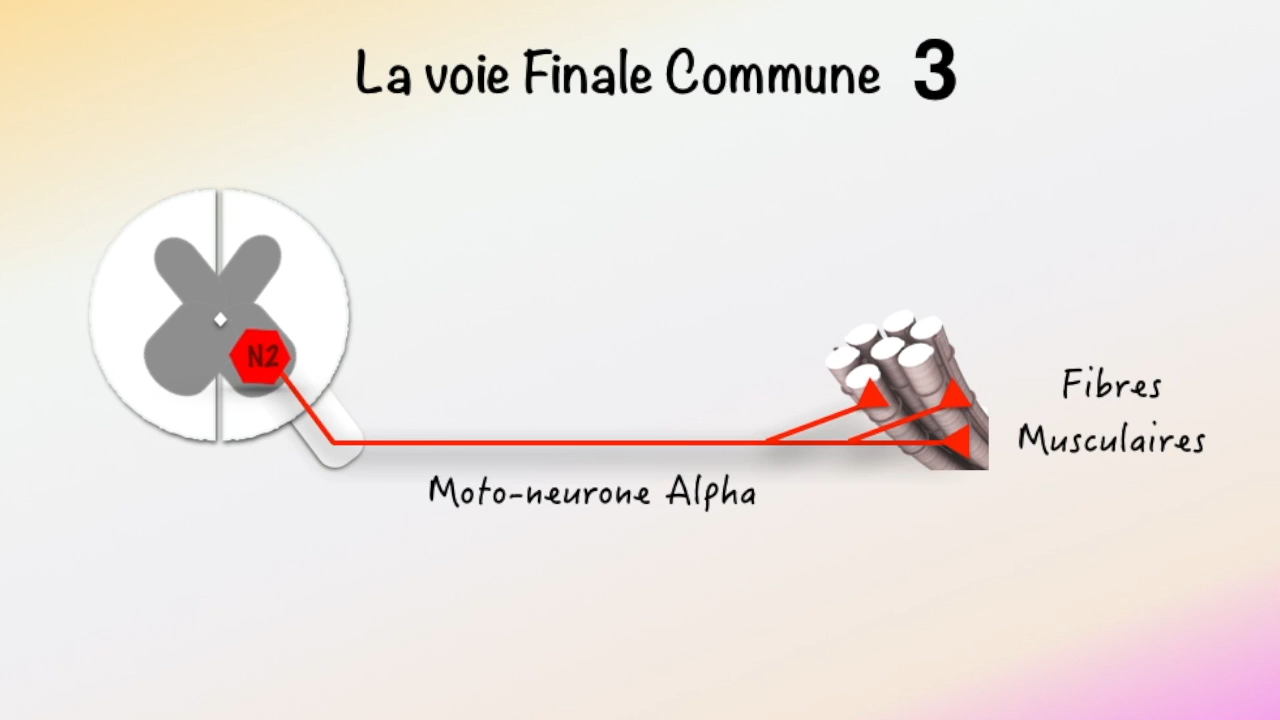 La voie Finale Commune 3
N2
Fibres
Musculaires
Moto-neurone Alpha